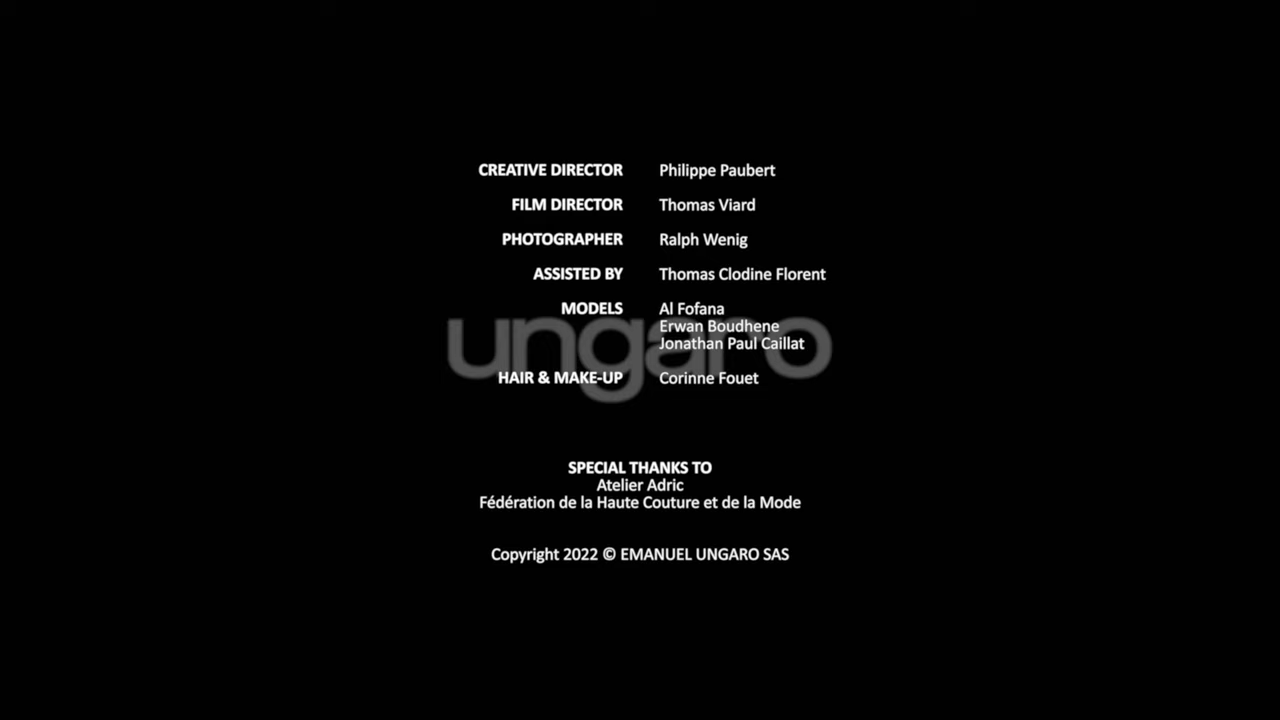 CREATIVE DIRECTOR Philippe Paubert
FILM DIRECTOR Thomas Viard
PHOTOGRAPHER Ralph Wenig
ASSISTED BY Thomas Clodine Florent
MODELS Al Fofana
Erwan Boudhene
ungaro
Jonathan Paul Caillat
HAIR & MAKE-UP Corinne Fouet
SPECIAL THANKS TO
Atelier Adric
Fédération de la Haute Couture et de la Mode
Copyright 2022 © EMANUEL UNGARO SAS